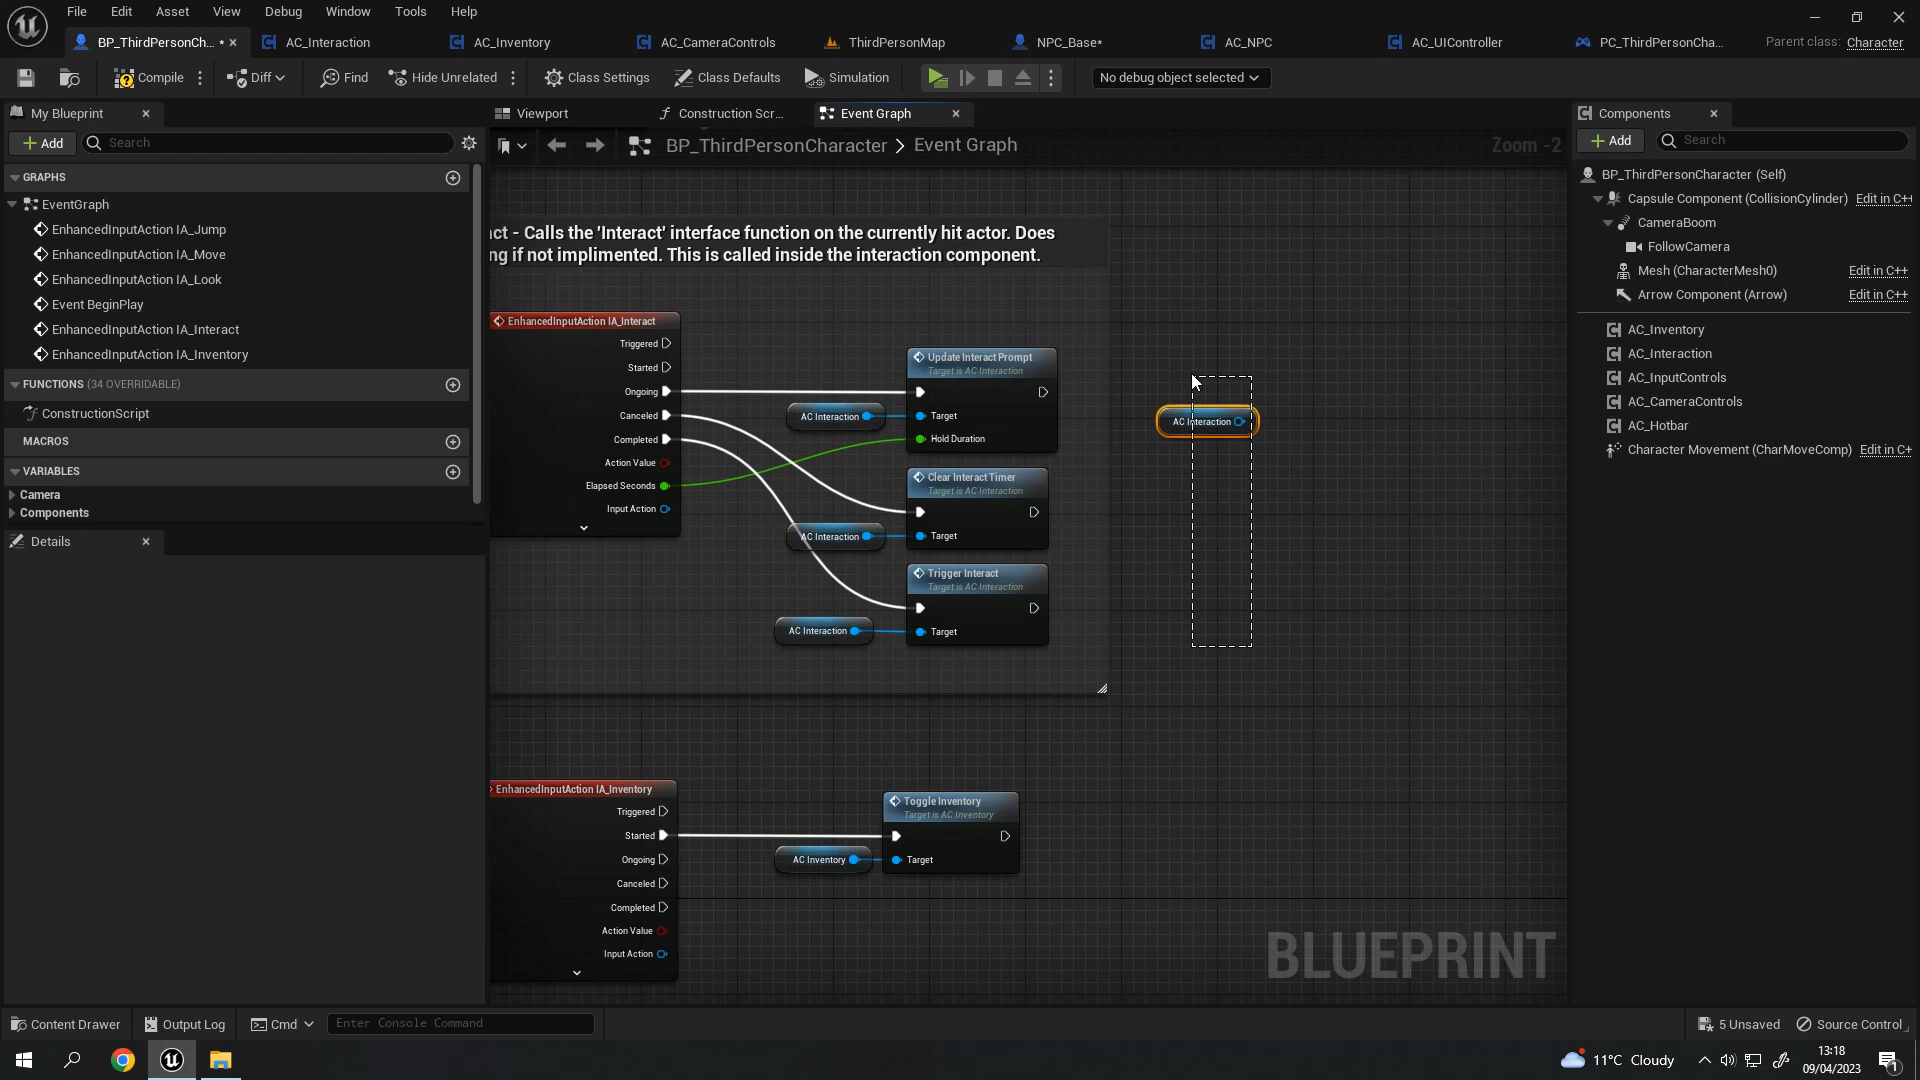 File Edit Asset View Debug Window Tools Help
BP_ThirdPersonCh... * AC_Interaction AC_Inventory AC_CameraControls ThirdPersonMap NPC_Base* AC_NPC AC_UIController PC_ThirdPersonCha... Parent class: Character
Compile Diff Find Hide Unrelated Class Settings Class Defaults Simulation No debug object selected
My Blueprint
Add Search
GRAPHS
EventGraph
EnhancedInputAction IA_Jump
EnhancedInputAction IA_Move
EnhancedInputAction IA_Look
Event BeginPlay
EnhancedInputAction IA_Interact
EnhancedInputAction IA_Inventory
FUNCTIONS (34 OVERRIDABLE)
ConstructionScript
MACROS
VARIABLES
Camera
Components
Details
Viewport Construction Scr... Event Graph
BP_ThirdPersonCharacter > Event Graph Zoom -2
ct - Calls the 'Interact' interface function on the currently hit actor. Does
ng if not implimented. This is called inside the interaction component.
EnhancedInputAction IA_Interact
Triggered
Started
Ongoing
Canceled
Completed
Action Value
Elapsed Seconds
Input Action
Update Interact Prompt
Target is AC Interaction
AC Interaction Target
Hold Duration
Clear Interact Timer
Target is AC Interaction
AC Interaction Target
Trigger Interact
Target is AC Interaction
AC Interaction Target
AC Interaction
EnhancedInputAction IA_Inventory
Triggered
Started
Ongoing
Canceled
Completed
Action Value
Input Action
Toggle Inventory
Target is AC Inventory
AC Inventory Target
BLUEPRINT
Components
Add Search
BP_ThirdPersonCharacter (Self)
Capsule Component (CollisionCylinder) Edit in C++
CameraBoom
FollowCamera
Mesh (CharacterMesh0) Edit in C++
Arrow Component (Arrow) Edit in C++
AC_Inventory
AC_Interaction
AC_InputControls
AC_CameraControls
AC_Hotbar
Character Movement (CharMoveComp) Edit in C+
Content Drawer Output Log Cmd Enter Console Command 5 Unsaved Source Control
11°C Cloudy 13:18
09/04/2023 1